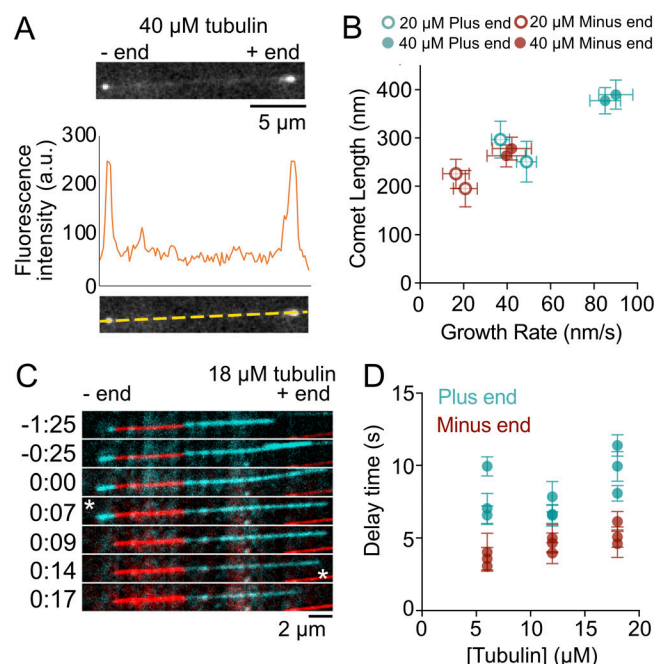 A
40 µM tubulin
- end + end
5 µm
Fluorescence
intensity (a.u.)
300
200
100
0
B
20 µM Plus end 20 µM Minus end
40 µM Plus end 40 µM Minus end
Comet Length (nm)
400
300
200
100
0
0 20 40 60 80 100
Growth Rate (nm/s)
C
18 µM tubulin
- end + end
-1:25
-0:25
0:00
0:07
*
0:09
0:14
*
0:17
2 µm
D
Plus end
Minus end
Delay time (s)
15
10
5
0
0 5 10 15 20
[Tubulin] (µM)